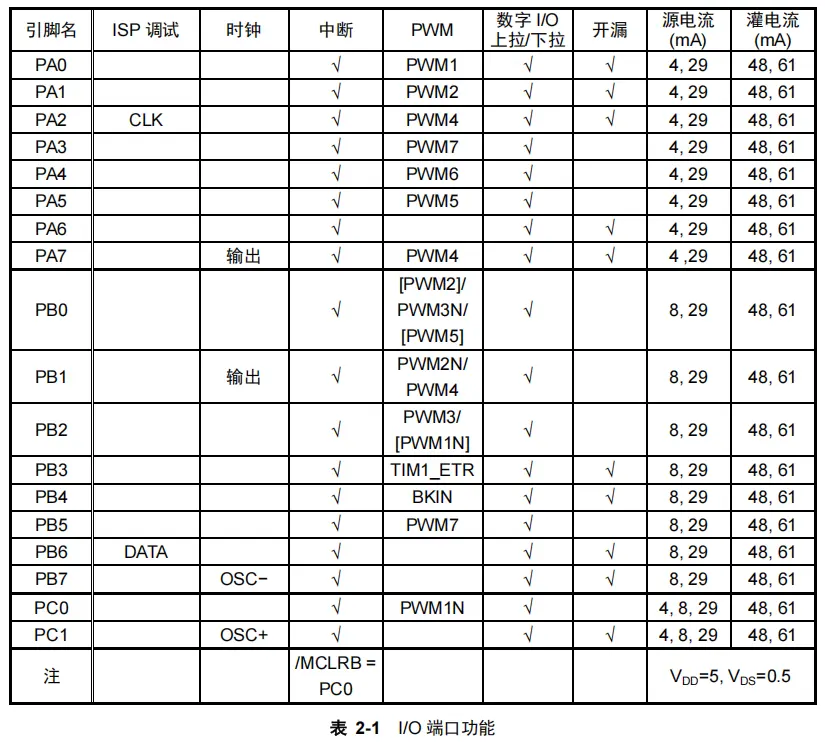 引脚名 ISP 调试 时钟 中断 PWM 数字 I/O 上拉/下拉 开漏 源电流 (mA) 灌电流 (mA)
PA0 √ PWM1 √ √ 4, 29 48, 61
PA1 √ PWM2 √ √ 4, 29 48, 61
PA2 CLK √ PWM4 √ √ 4, 29 48, 61
PA3 √ PWM7 √ 4, 29 48, 61
PA4 √ PWM6 √ 4, 29 48, 61
PA5 √ PWM5 √ 4, 29 48, 61
PA6 √ √ √ 4, 29 48, 61
PA7 输出 √ PWM4 √ √ 4 ,29 48, 61
PB0 √ [PWM2]/ PWM3N/ [PWM5] √ 8, 29 48, 61
PB1 输出 √ PWM2N/ PWM4 √ 8, 29 48, 61
PB2 √ PWM3/ [PWM1N] √ 8, 29 48, 61
PB3 √ TIM1_ETR √ √ 8, 29 48, 61
PB4 √ BKIN √ √ 8, 29 48, 61
PB5 √ PWM7 √ 8, 29 48, 61
PB6 DATA √ √ √ 8, 29 48, 61
PB7 OSC− √ √ √ 8, 29 48, 61
PC0 √ PWM1N √ 4, 8, 29 48, 61
PC1 OSC+ √ √ √ 4, 8, 29 48, 61
注 /MCLRB = PC0 VDD=5, VDS=0.5
表 2-1 I/O 端口功能